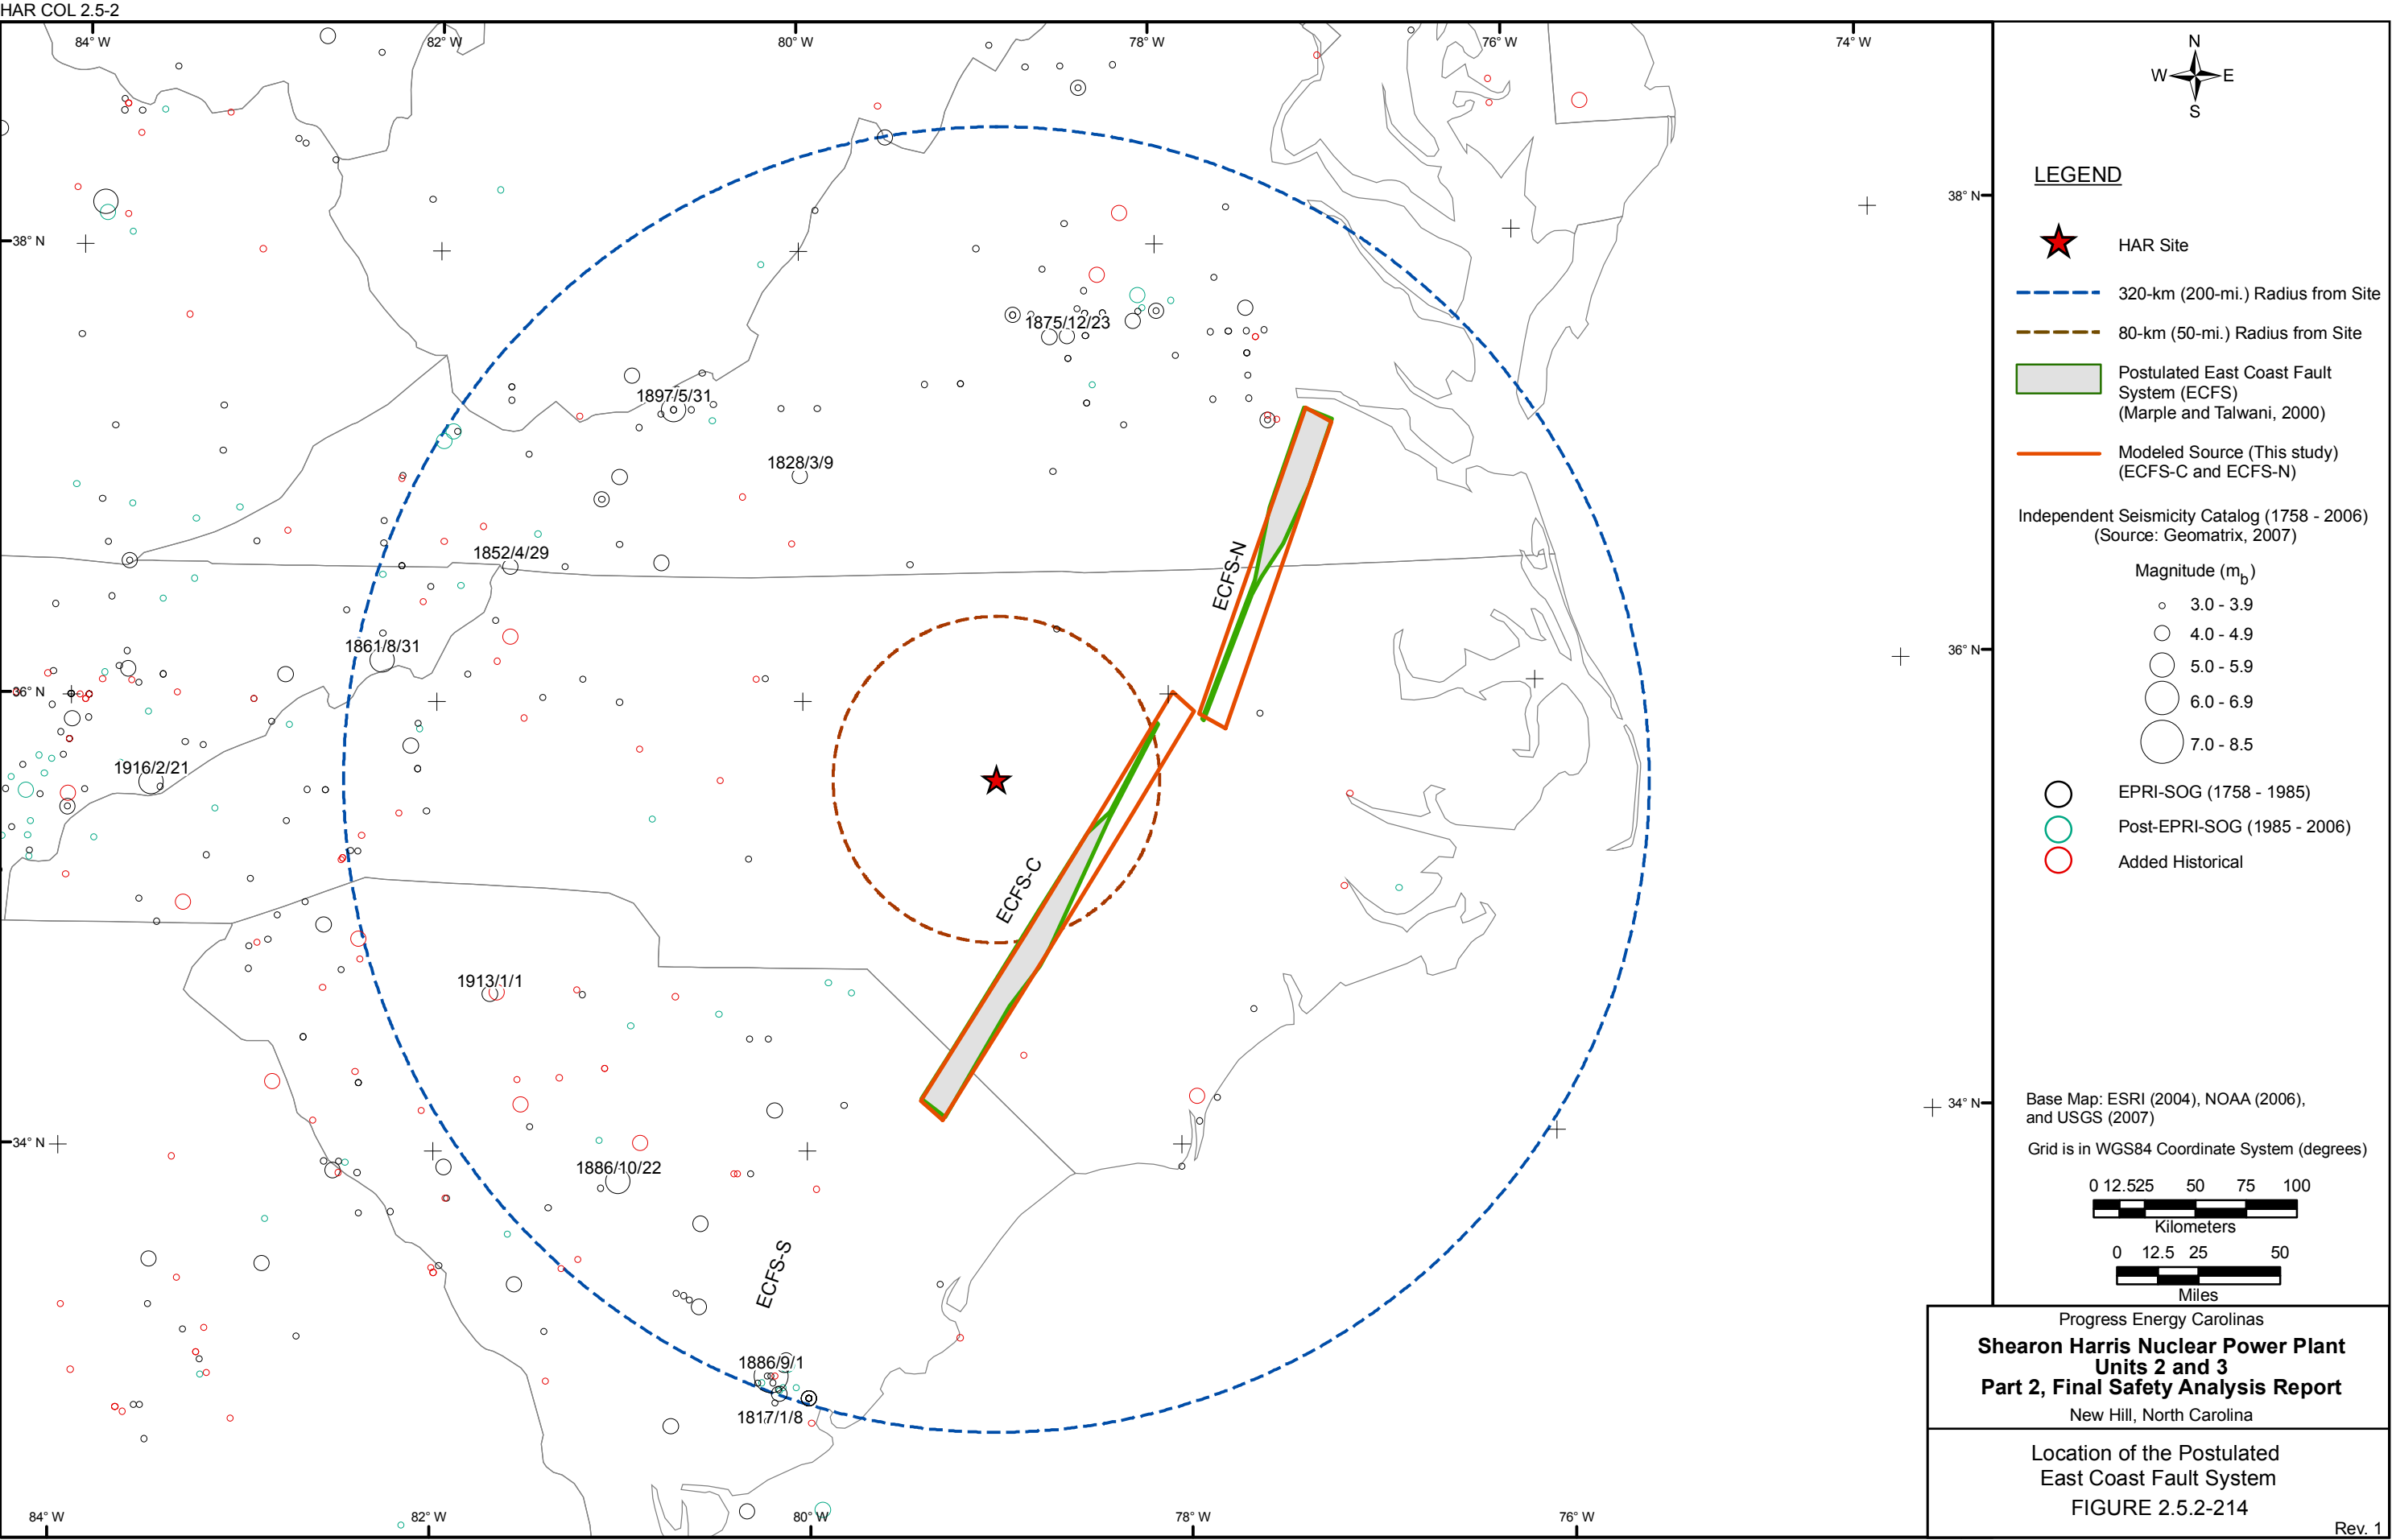 HAR COL 2.5-2
84° W
82° W
80° W
78° W
76° W
74° W
38° N
38° N
1875/12/23
1897/5/31
1828/3/9
1852/4/29
ECFS-N
1861/8/31
36° N
36° N
1916/2/21
ECFS-C
1913/1/1
34° N
34° N
1886/10/22
ECFS-S
1886/9/1
1817/1/8
84° W
82° W
80° W
78° W
76° W
N
W
E
S
LEGEND
HAR Site
320-km (200-mi.) Radius from Site
80-km (50-mi.) Radius from Site
Postulated East Coast Fault
System (ECFS)
(Marple and Talwani, 2000)
Modeled Source (This study)
(ECFS-C and ECFS-N)
Independent Seismicity Catalog (1758 - 2006)
(Source: Geomatrix, 2007)
Magnitude (mb)
3.0 - 3.9
4.0 - 4.9
5.0 - 5.9
6.0 - 6.9
7.0 - 8.5
EPRI-SOG (1758 - 1985)
Post-EPRI-SOG (1985 - 2006)
Added Historical
Base Map: ESRI (2004), NOAA (2006),
and USGS (2007)
Grid is in WGS84 Coordinate System (degrees)
0 12.525 50 75 100
Kilometers
0 12.5 25 50
Miles
Progress Energy Carolinas
Shearon Harris Nuclear Power Plant
Units 2 and 3
Part 2, Final Safety Analysis Report
New Hill, North Carolina
Location of the Postulated
East Coast Fault System
FIGURE 2.5.2-214
Rev. 1